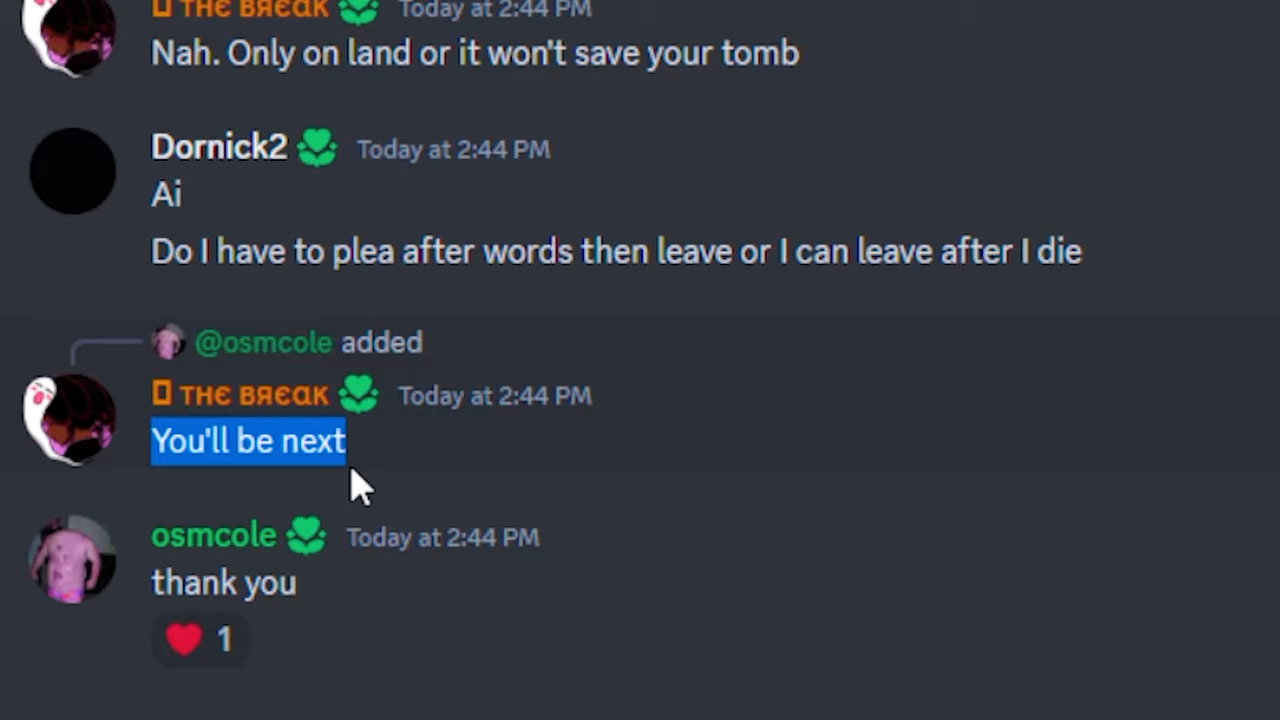 THE BREAK Today at 2:44 PM
Nah. Only on land or it won't save your tomb
Dornick2 Today at 2:44 PM
Ai
Do I have to plea after words then leave or I can leave after I die
@osmcole added
ᴛʜє вЯєαк Today at 2:44 PM
You'll be next
osmcole Today at 2:44 PM
thank you
1